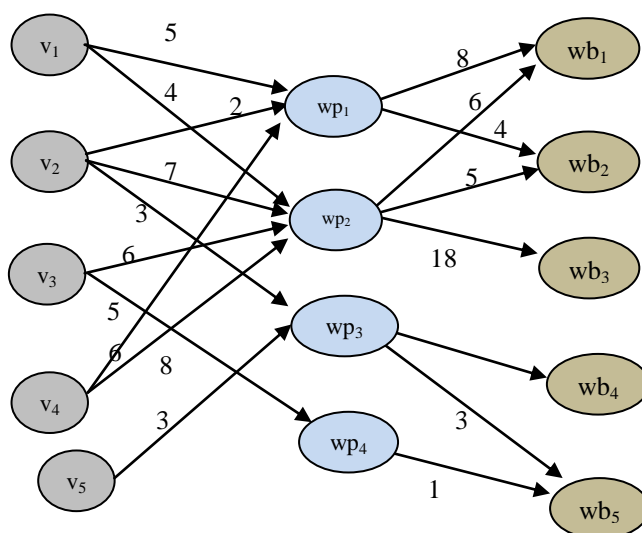 5
v₁
8
wb₁
4
2
wp₁
6
v₂
7
4
wb₂
5
3
wp₂
6
18
wb₃
v₃
5
wp₃
6
8
wb₄
v₄
3
3
wp₄
v₅
1
wb₅